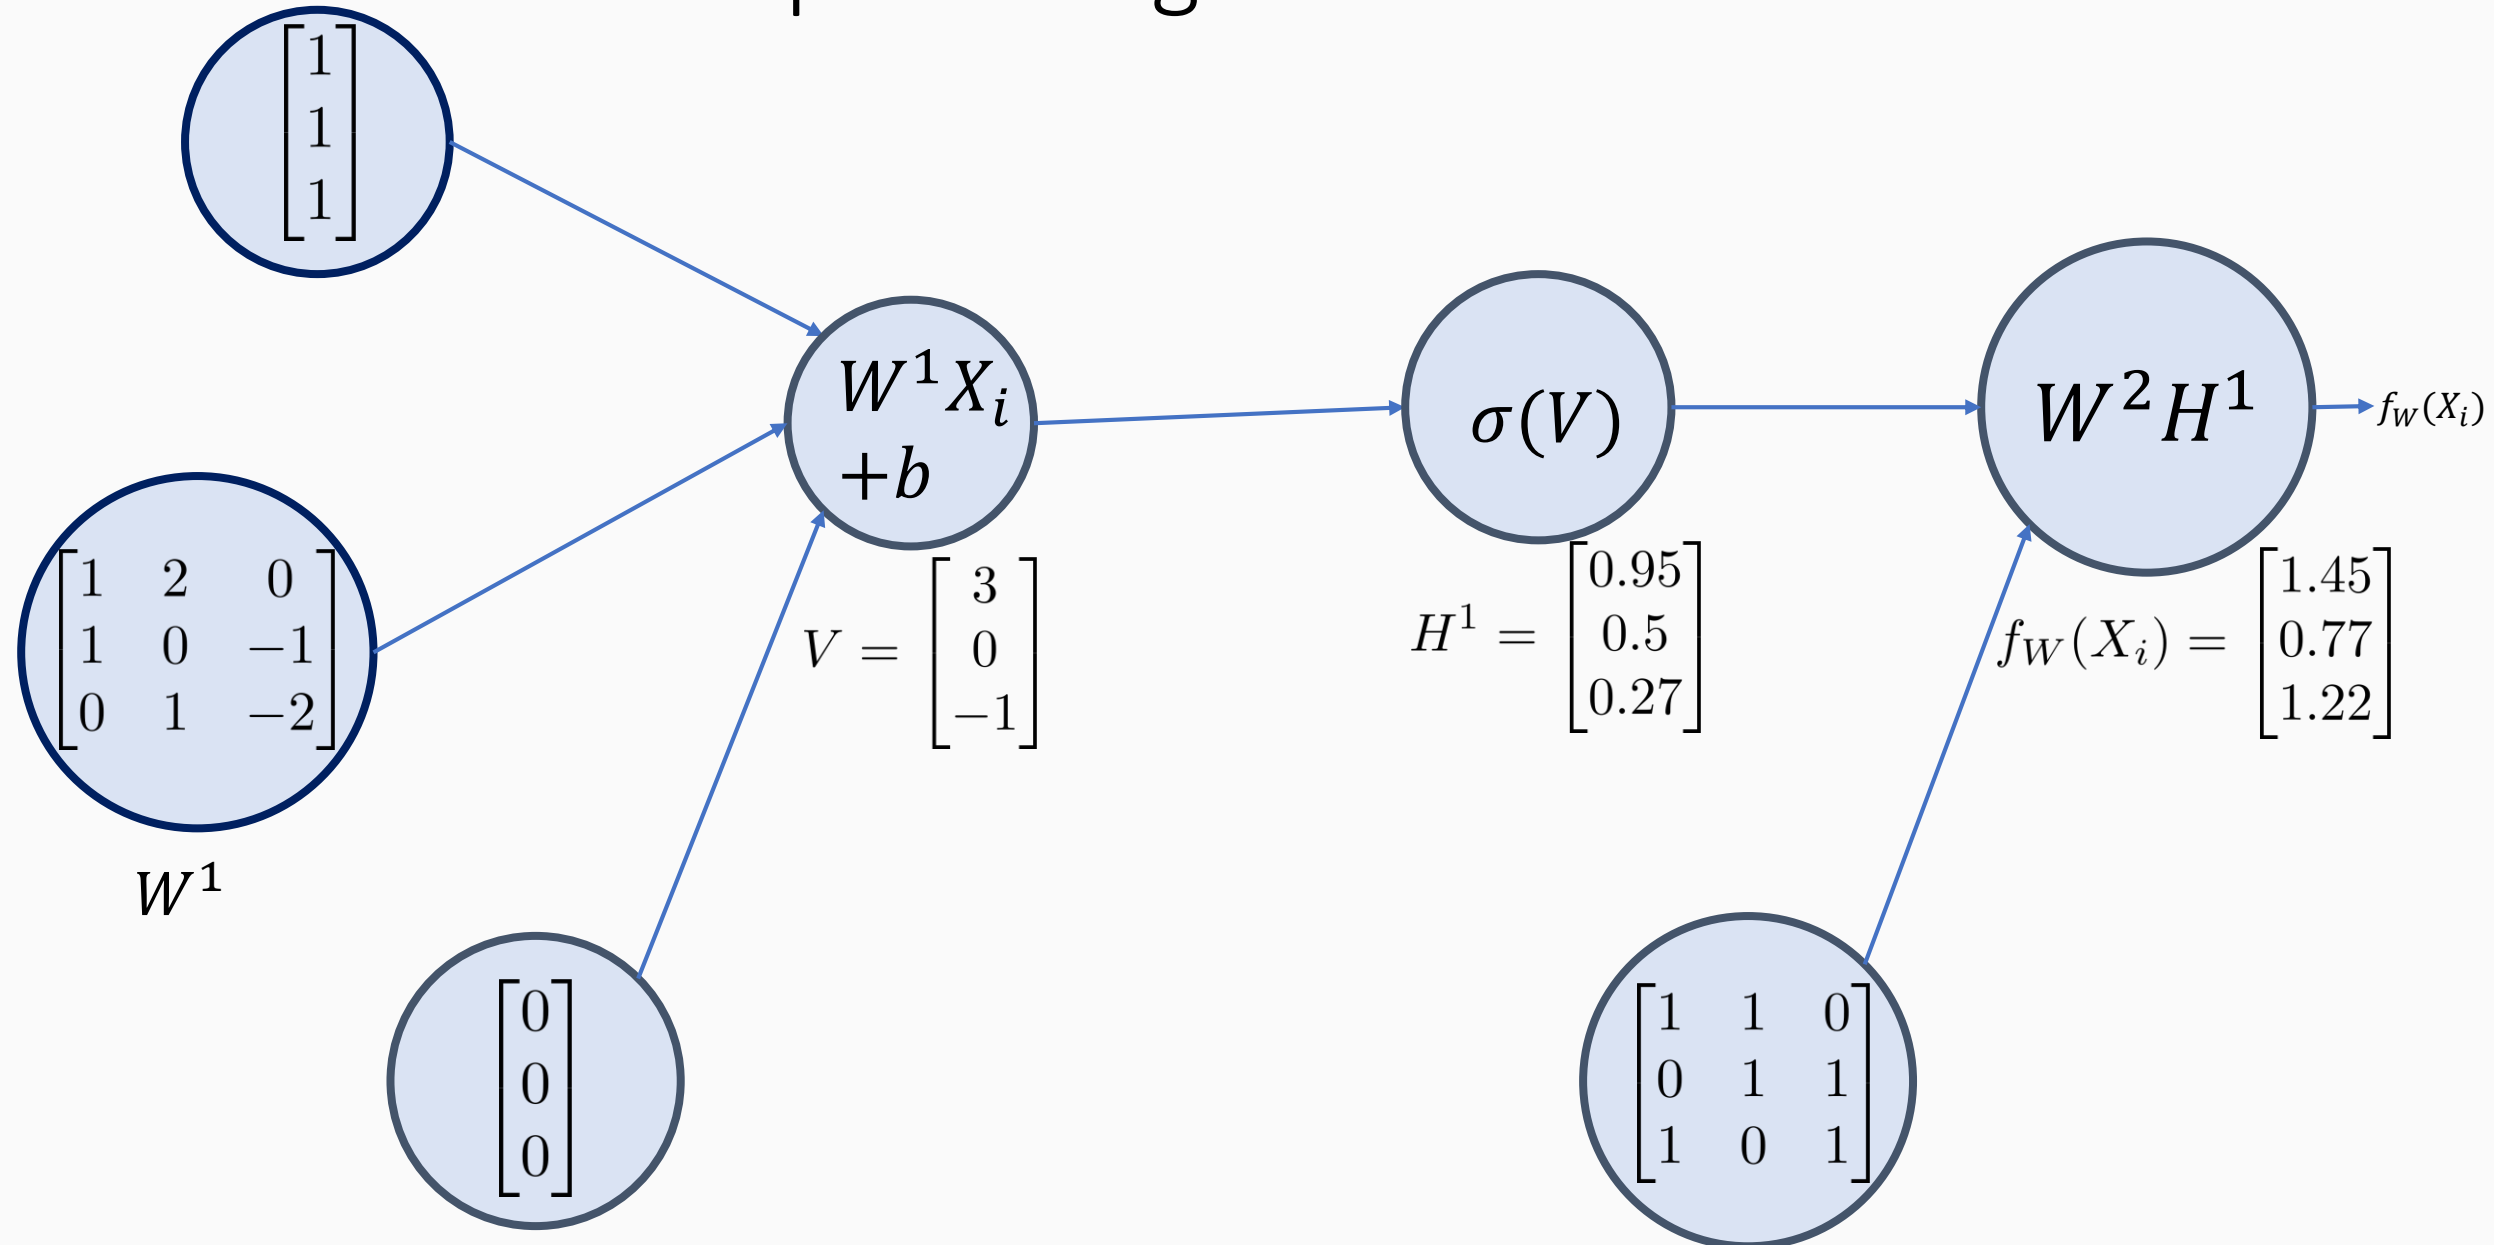 1
1
1
W¹Xᵢ
+b
σ(V)
W²H¹
f_W(Xᵢ)
1 2 0
1 0 −1
0 1 −2
W¹
V =
3
0
−1
H¹ =
0.95
0.5
0.27
f_W(Xᵢ) =
1.45
0.77
1.22
0
0
0
1 1 0
0 1 1
1 0 1